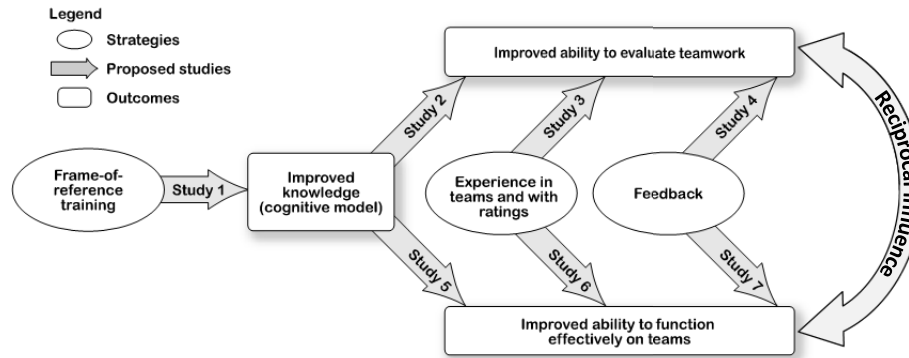 Legend
Strategies
Proposed studies
Outcomes
Improved ability to evaluate teamwork
Study 2
Study 3
Study 4
Frame-of-
reference
training
Study 1
Improved
knowledge
(cognitive model)
Experience in
teams and with
ratings
Feedback
Reciprocal Influence
Study 5
Study 6
Study 7
Improved ability to function
effectively on teams